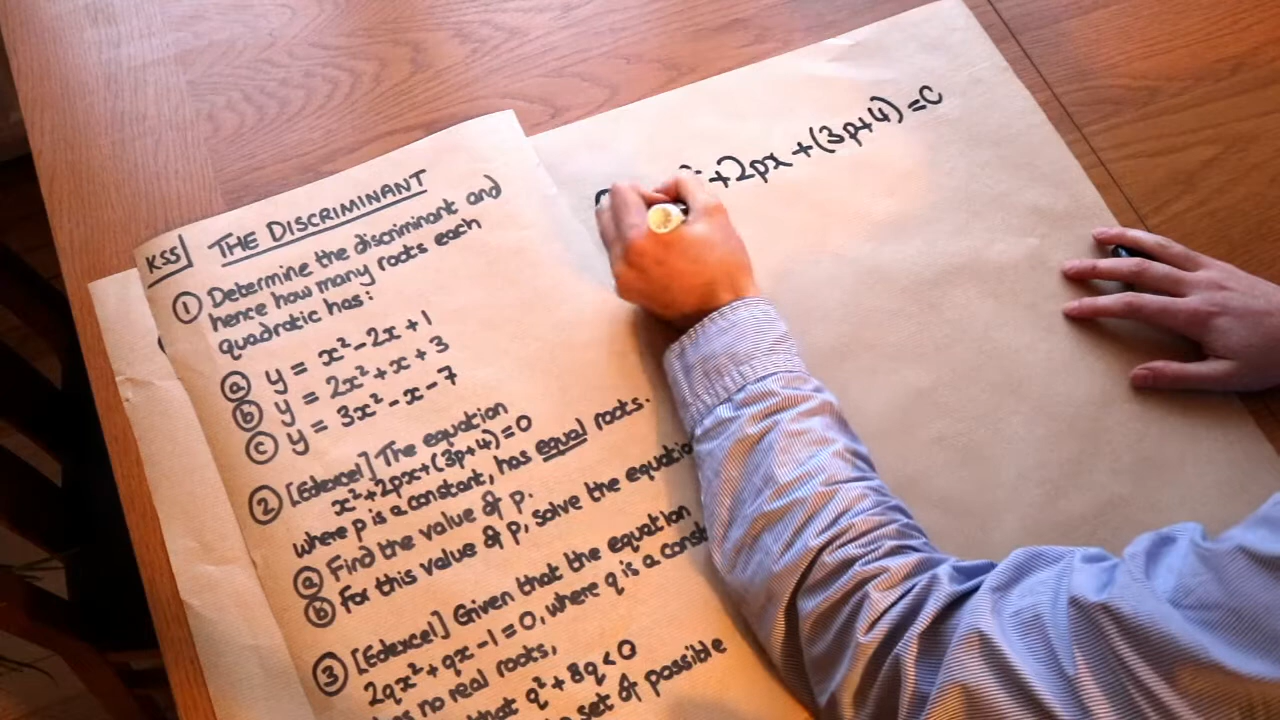 KSS
THE DISCRIMINANT
① Determine the discriminant and
hence how many roots each
quadratic has:
ⓐ y = x² - 2x + 1
ⓑ y = 2x² + x + 3
ⓒ y = 3x² - x - 7
② [Edexcel] The equation
x² + 2px + (3p+4) = 0
where p is a constant, has equal roots.
ⓐ Find the value of p.
ⓑ For this value of p, solve the equation
③ [Edexcel] Given that the equation
2qx² + qx - 1 = 0, where q is a const
no real roots,
that q² + 8q < 0
set of possible
+2px + (3p+4) =